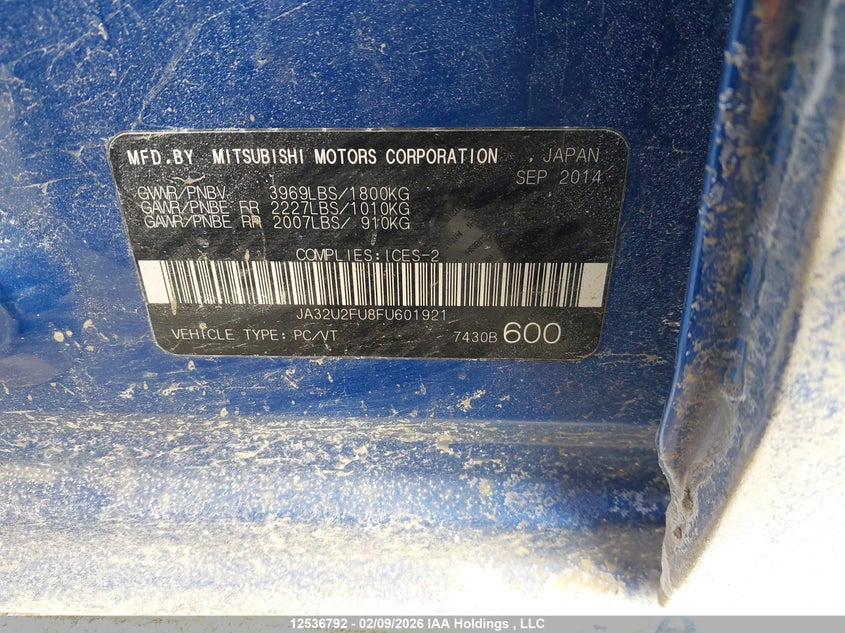 MFD.BY MITSUBISHI MOTORS CORPORATION JAPAN
SEP 2014
GVWR/PNBV 3969LBS/1800KG
GAWR/PNBE FR 2227LBS/1010KG
GAWR/PNBE RR 2007LBS/ 910KG
COMPLIES:ICES-2
JA32U2FU8FU601921
VEHICLE TYPE: PC/VT 7430B 600
12536792 - 02/09/2026 IAA Holdings , LLC